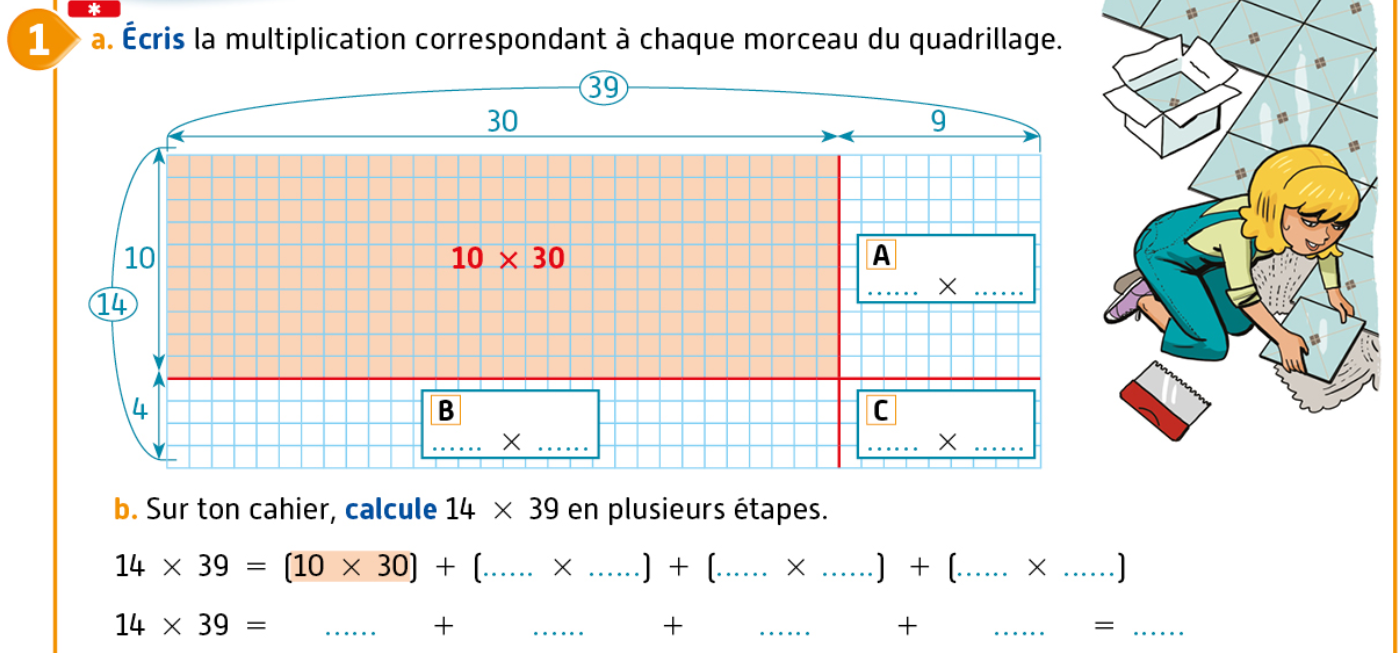 *
1 a. Écris la multiplication correspondant à chaque morceau du quadrillage.
39
30 9
10
10 × 30
A
...... × ......
14
4
B
...... × ......
C
...... × ......
b. Sur ton cahier, calcule 14 × 39 en plusieurs étapes.
14 × 39 = (10 × 30) + (...... × ......) + (...... × ......) + (...... × ......)
14 × 39 = ...... + ...... + ...... + ...... = ......